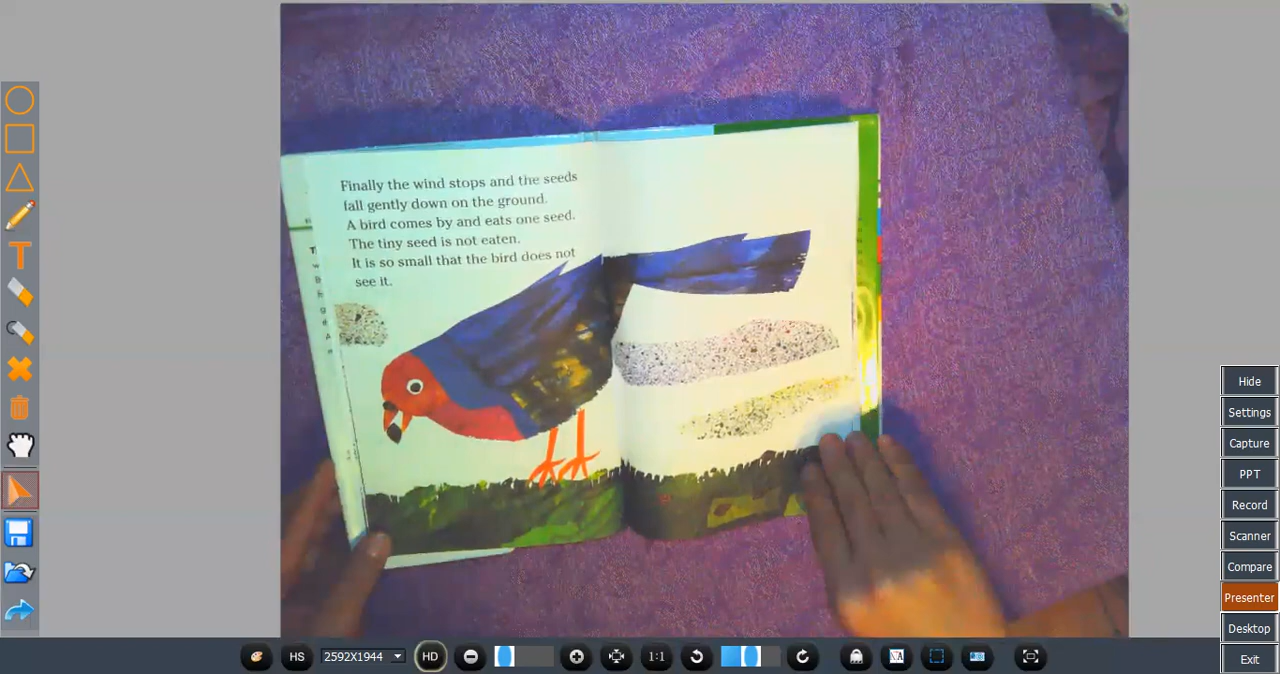 Finally the wind stops and the seeds
fall gently down on the ground.
A bird comes by and eats one seed.
The tiny seed is not eaten.
It is so small that the bird does not
see it.
T
Hide
Settings
Capture
PPT
Record
Scanner
Compare
Presenter
Desktop
Exit
HS 2592X1944 HD 1:1